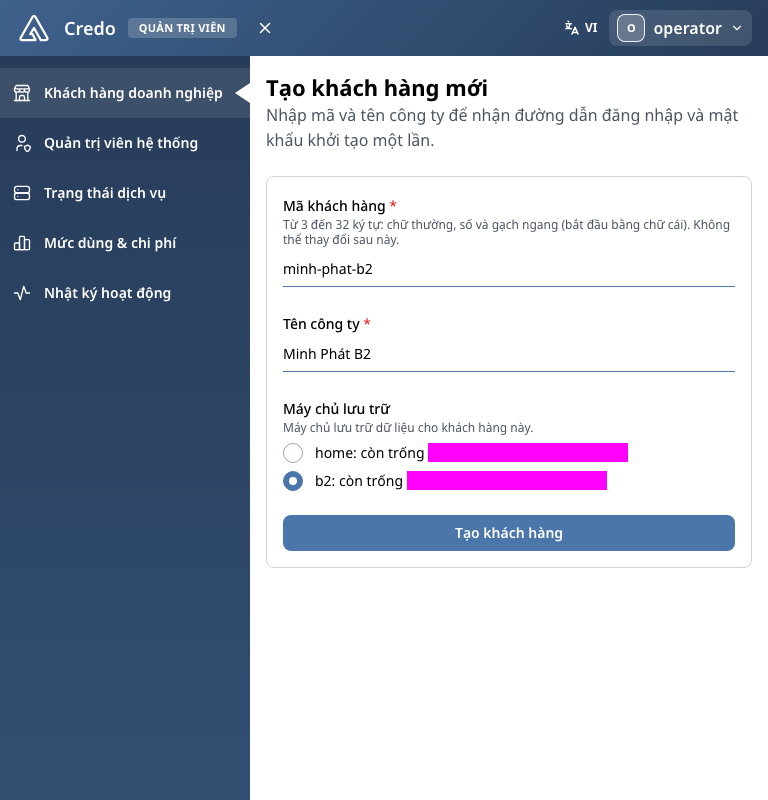 Credo
QUẢN TRỊ VIÊN
VI
O
operator
Khách hàng doanh nghiệp
Quản trị viên hệ thống
Trạng thái dịch vụ
Mức dùng & chi phí
Nhật ký hoạt động
Tạo khách hàng mới
Nhập mã và tên công ty để nhận đường dẫn đăng nhập và mật
khẩu khởi tạo một lần.
Mã khách hàng *
Từ 3 đến 32 ký tự: chữ thường, số và gạch ngang (bắt đầu bằng chữ cái). Không
thể thay đổi sau này.
minh-phat-b2
Tên công ty *
Minh Phát B2
Máy chủ lưu trữ
Máy chủ lưu trữ dữ liệu cho khách hàng này.
home: còn trống
b2: còn trống
Tạo khách hàng